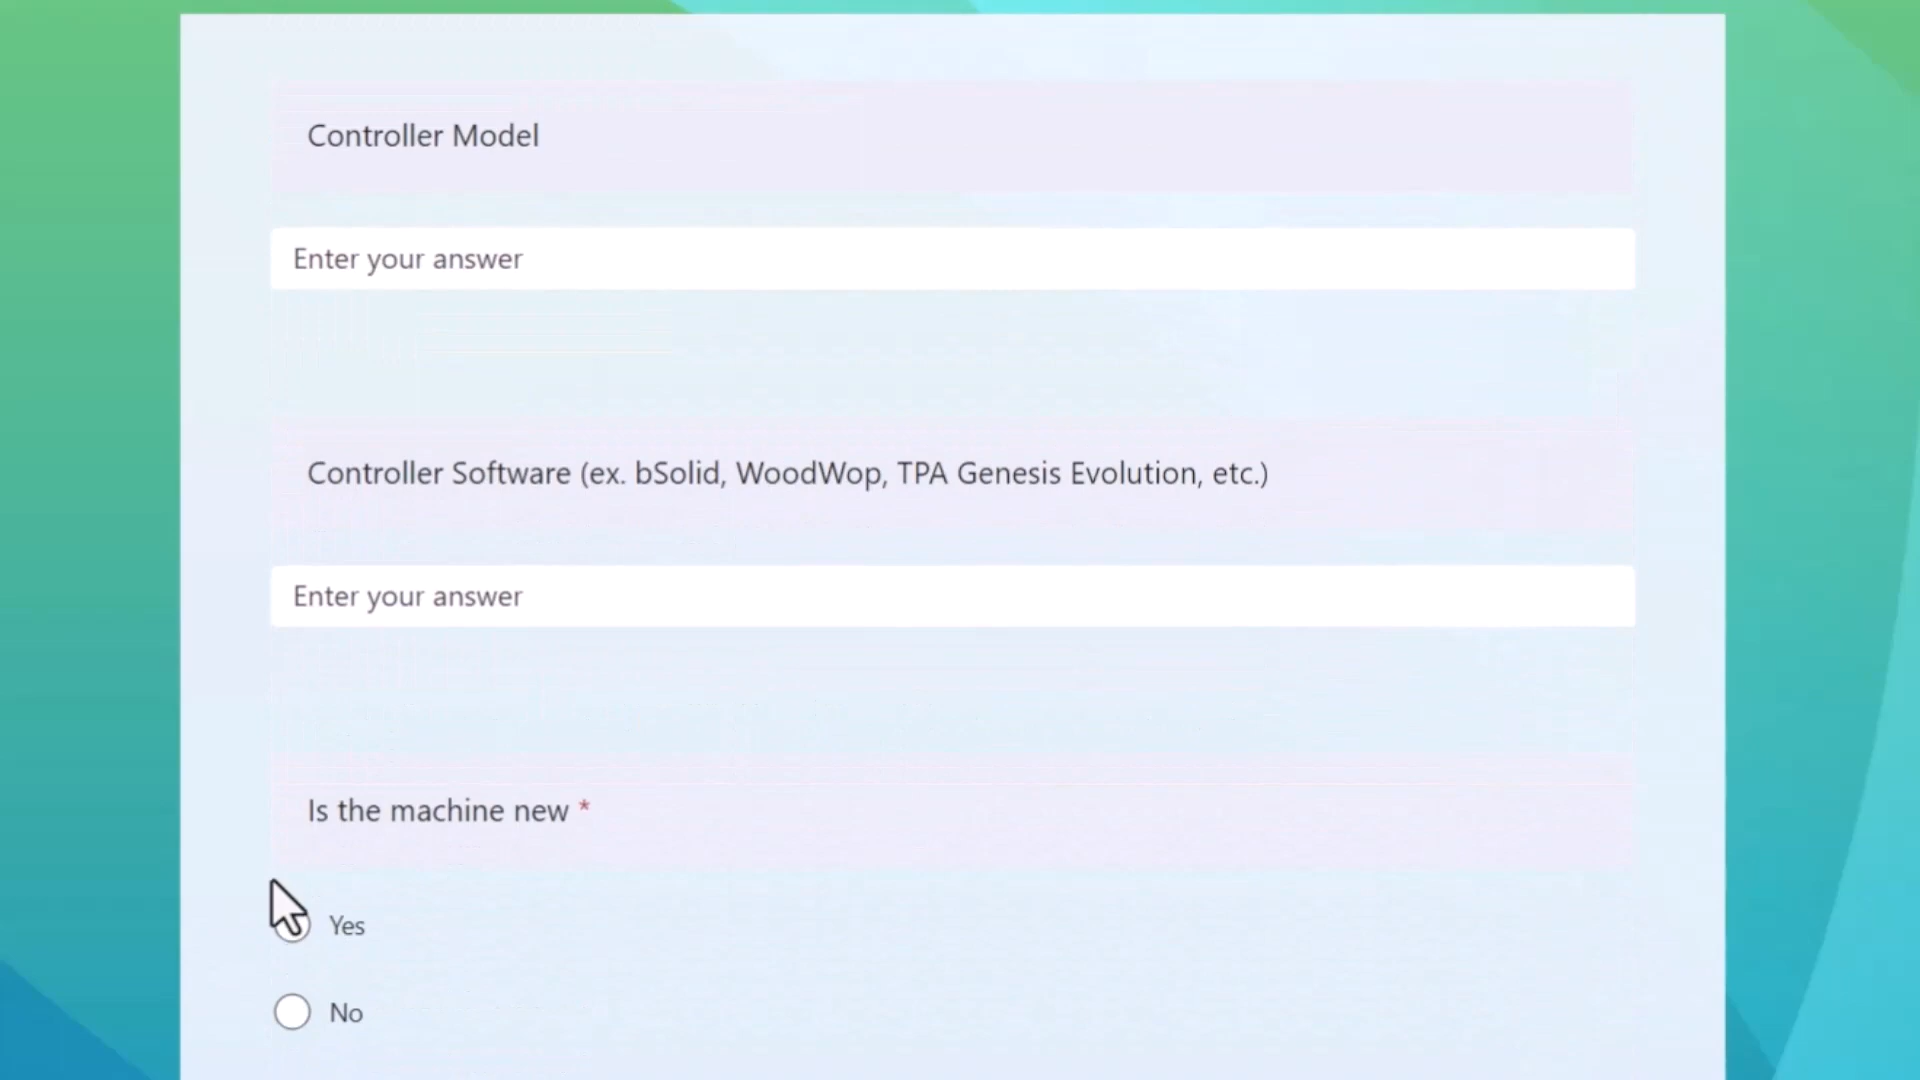 Controller Model
Enter your answer
Controller Software (ex. bSolid, WoodWop, TPA Genesis Evolution, etc.)
Enter your answer
Is the machine new *
Yes
No